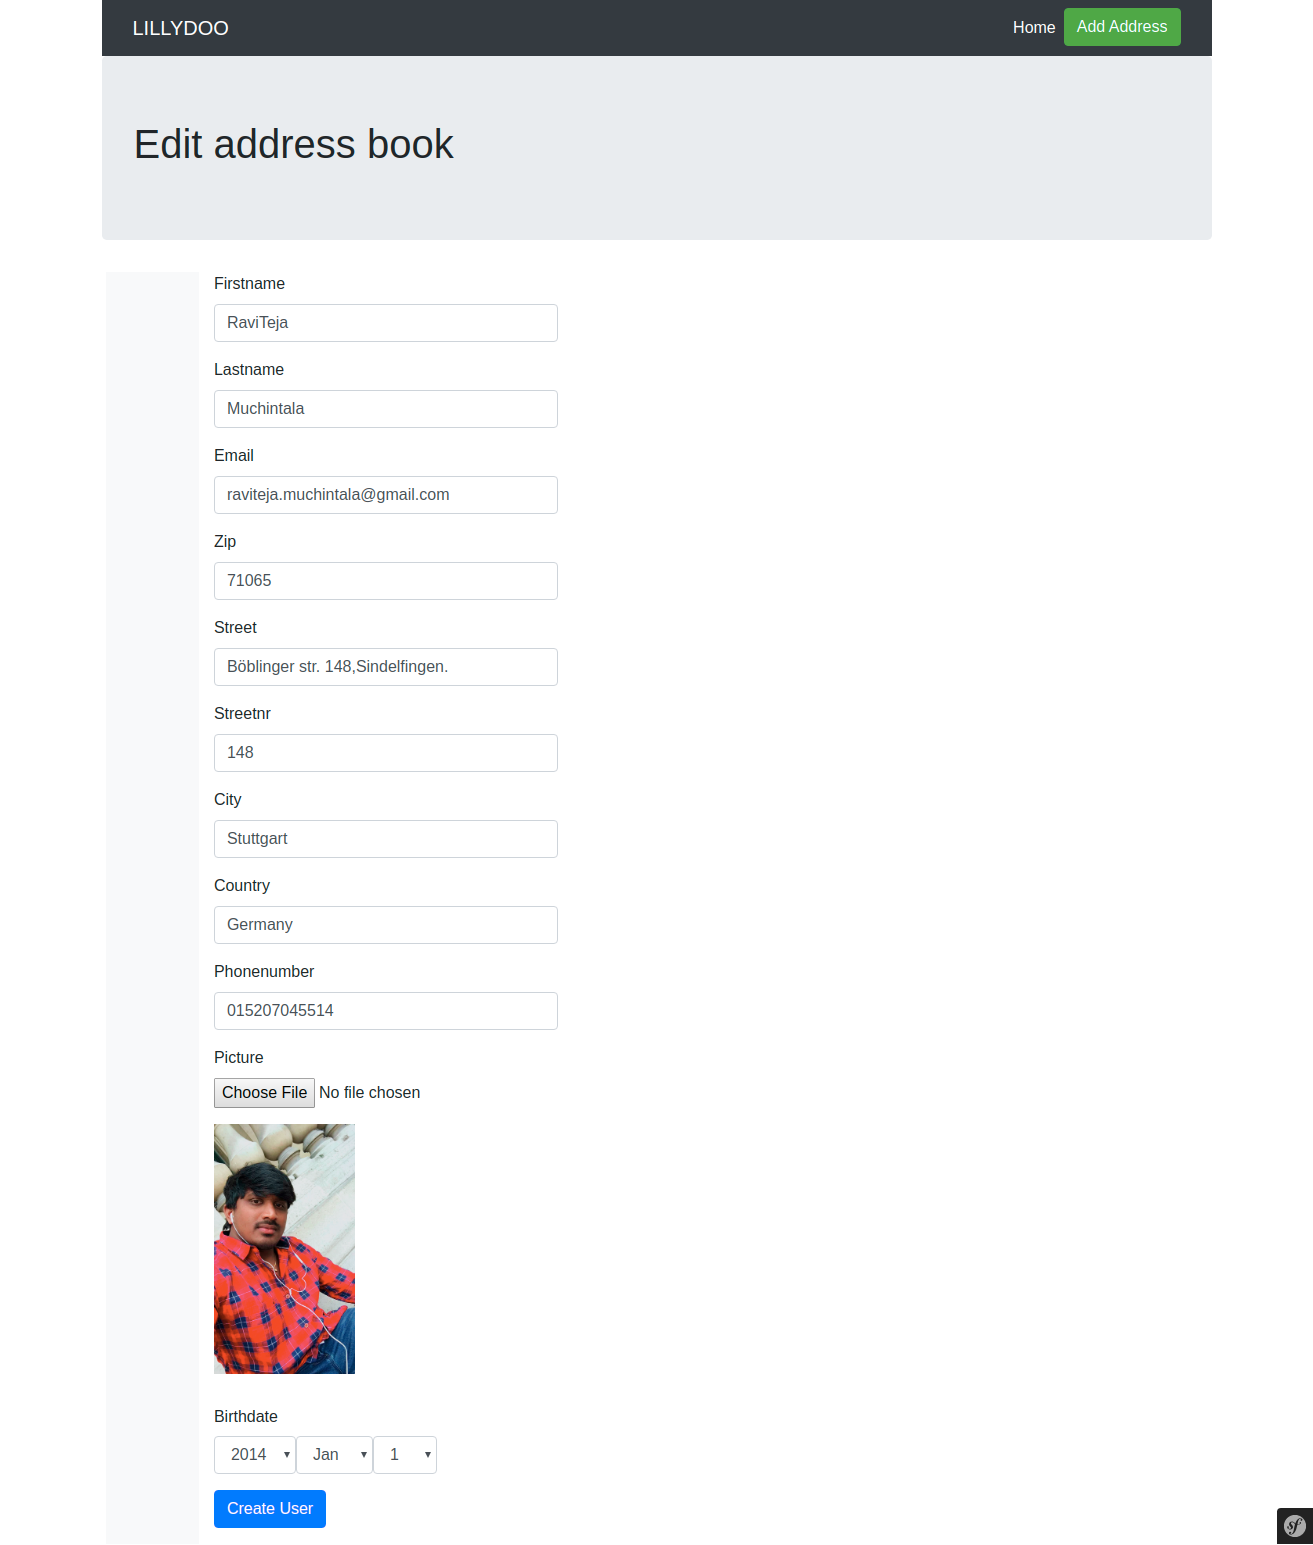 LILLYDOO
Home Add Address
Edit address book
Firstname
RaviTeja
Lastname
Muchintala
Email
raviteja.muchintala@gmail.com
Zip
71065
Street
Böblinger str. 148,Sindelfingen.
Streetnr
148
City
Stuttgart
Country
Germany
Phonenumber
015207045514
Picture
Choose File No file chosen
Birthdate
2014 Jan 1
Create User
sf